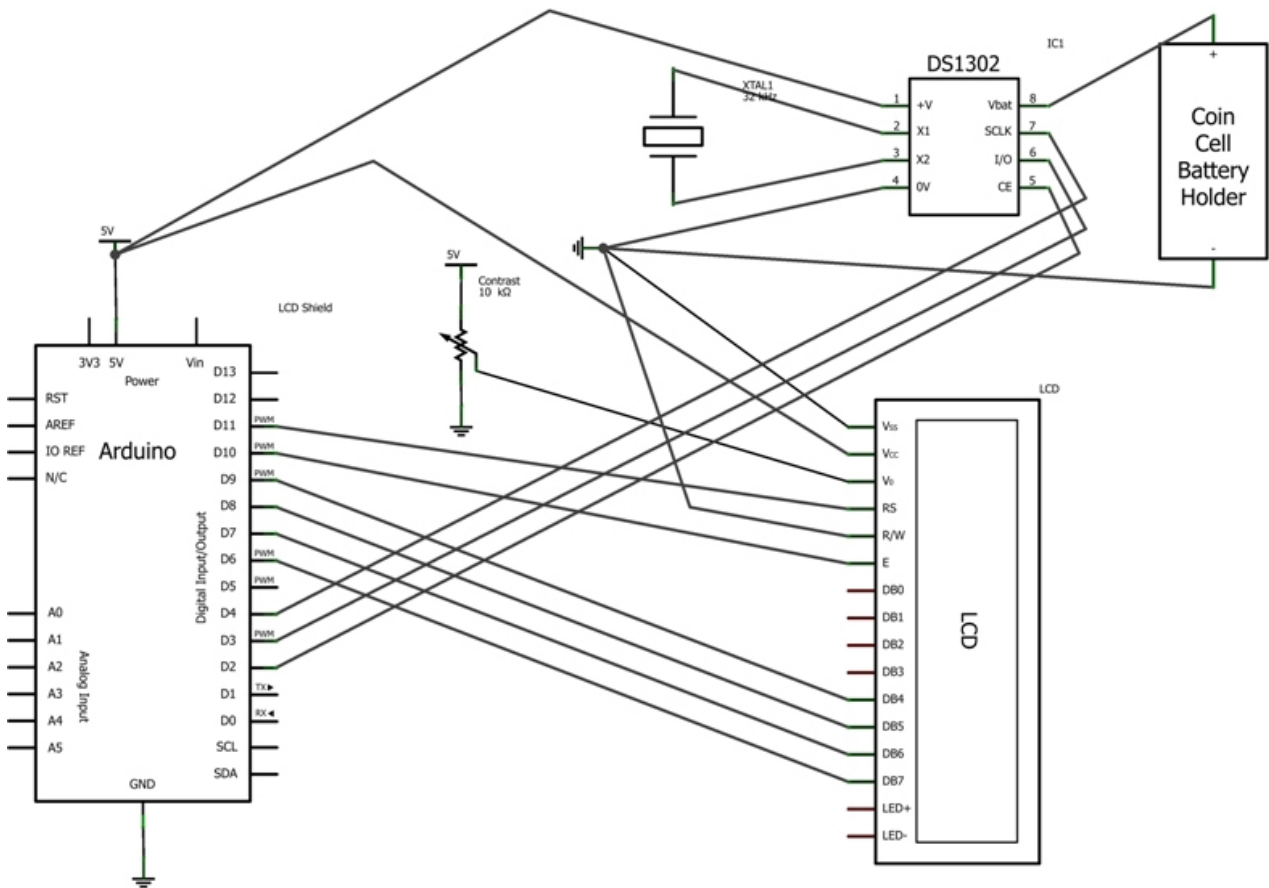 IC1
DS1302
XTAL1
32 kHz
1
+V
2
X1
3
X2
4
0V
Vbat
8
SCLK
7
I/O
6
CE
5
+
Coin
Cell
Battery
Holder
-
5V
5V
Contrast
10 kΩ
LCD Shield
3V3 5V
Vin
Power
Arduino
RST
AREF
IO REF
N/C
A0
A1
A2
A3
A4
A5
Analog Input
Digital Input/Output
D13
D12
D11
PWM
D10
PWM
D9
PWM
D8
D7
D6
PWM
D5
PWM
D4
D3
PWM
D2
D1
TX▶
D0
RX◀
SCL
SDA
GND
LCD
Vss
Vcc
V0
RS
R/W
E
DB0
DB1
DB2
DB3
DB4
DB5
DB6
DB7
LED+
LED-
LCD